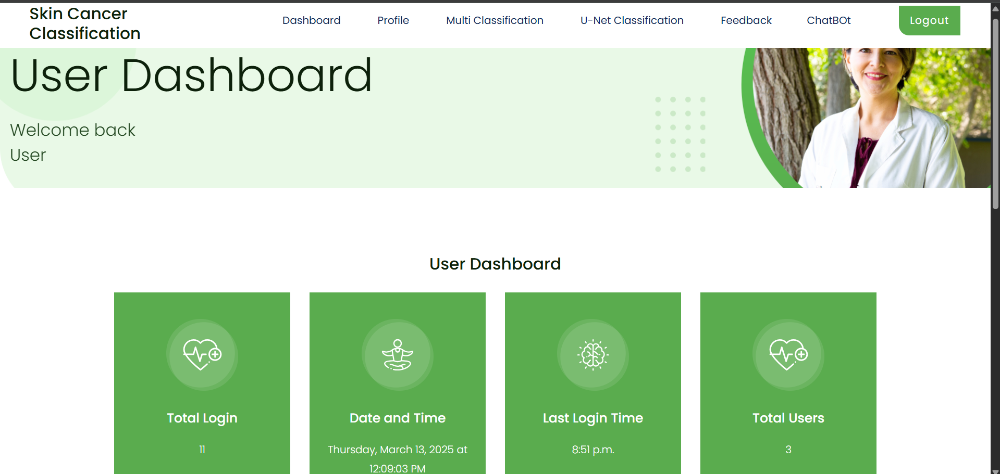 Skin Cancer
Classification
Dashboard
Profile
Multi Classification
U-Net Classification
Feedback
ChatBOt
Logout
User Dashboard
Welcome back
User
User Dashboard
Total Login
11
Date and Time
Thursday, March 13, 2025 at
12:09:03 PM
Last Login Time
8:51 p.m.
Total Users
3